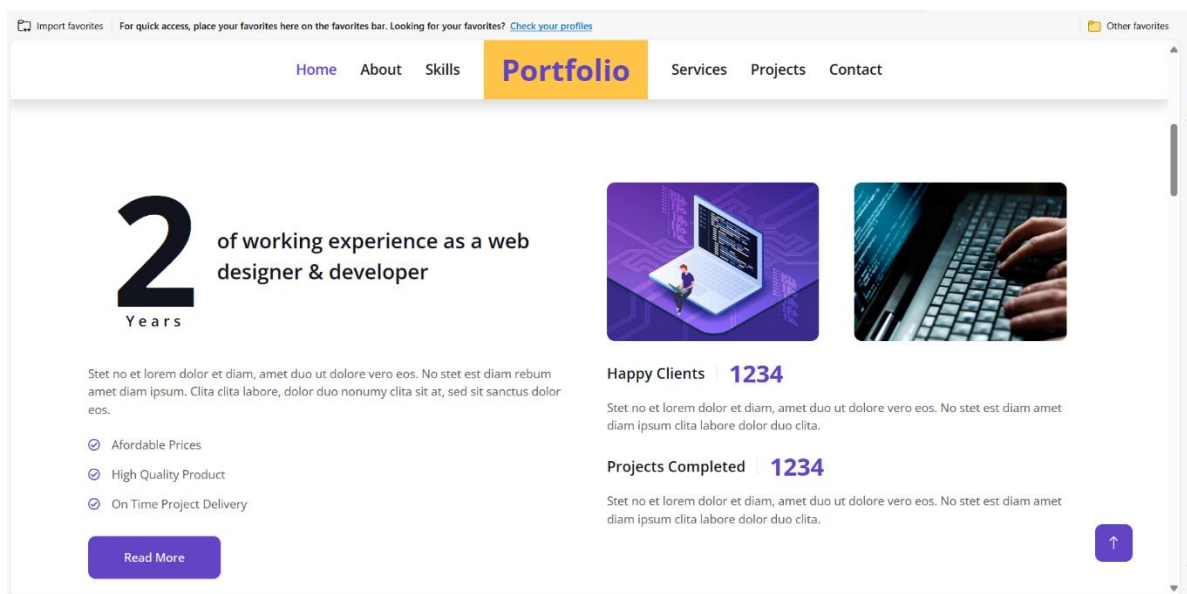 Import favorites
For quick access, place your favorites here on the favorites bar. Looking for your favorites? Check your profiles
Other favorites
Home About Skills Portfolio Services Projects Contact
2
Years
of working experience as a web
designer & developer
Stet no et lorem dolor et diam, amet duo ut dolore vero eos. No stet est diam rebum
amet diam ipsum. Clita clita labore, dolor duo nonumy clita sit at, sed sit sanctus dolor
eos.
Afordable Prices
High Quality Product
On Time Project Delivery
Read More
Happy Clients 1234
Stet no et lorem dolor et diam, amet duo ut dolore vero eos. No stet est diam amet
diam ipsum clita labore dolor duo clita.
Projects Completed 1234
Stet no et lorem dolor et diam, amet duo ut dolore vero eos. No stet est diam amet
diam ipsum clita labore dolor duo clita.